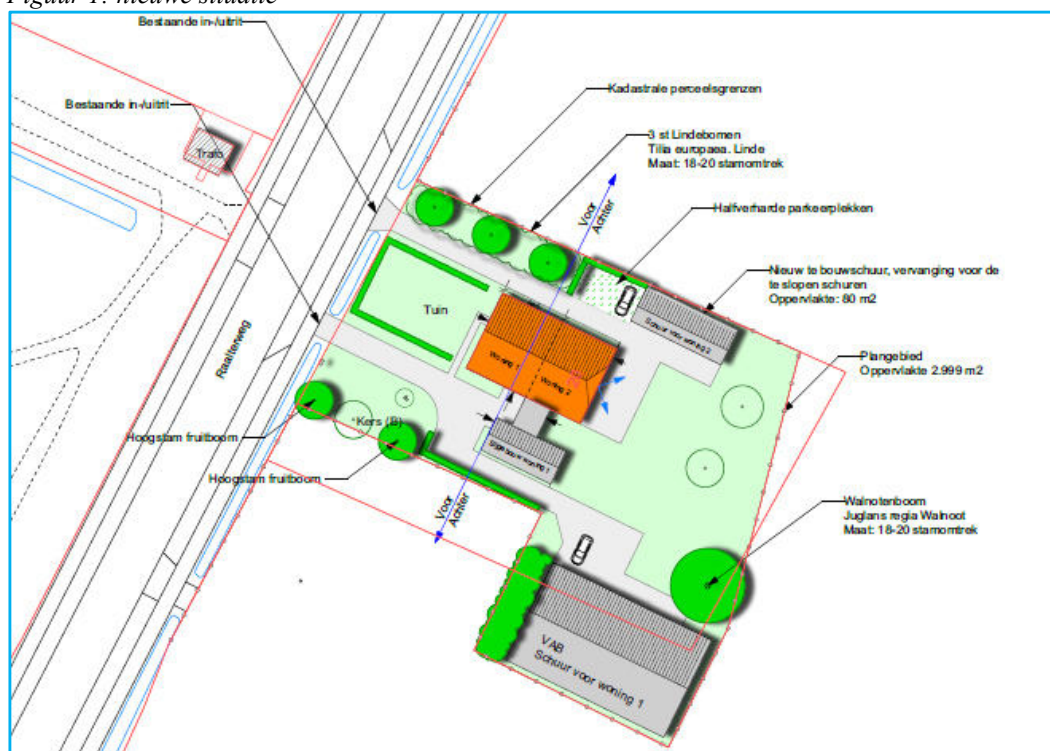 Figuur 1: nieuwe situatie
Bestaande in-/uitrit
Bestaande in-/uitrit
Kadastrale perceelsgrenzen
3 st Lindebomen
Tilia europaea. Linde
Maat: 18-20 stamomtrek
Trafo
Voor
Achter
Halfverharde parkeerplekken
Nieuw te bouwschuur, vervanging voor de
te slopen schuren
Oppervlakte: 80 m2
Tuin
Schuur voor woning 2
Raalterweg
Woning 1
Woning 2
Plangebied
Oppervlakte 2.999 m2
Kers (B)
Hoogstam fruitboom
Bijgebouw woning 1
Hoogstam fruitboom
Voor
Achter
Walnotenboom
Juglans regia Walnoot
Maat: 18-20 stamomtrek
VAB
Schuur voor woning 1